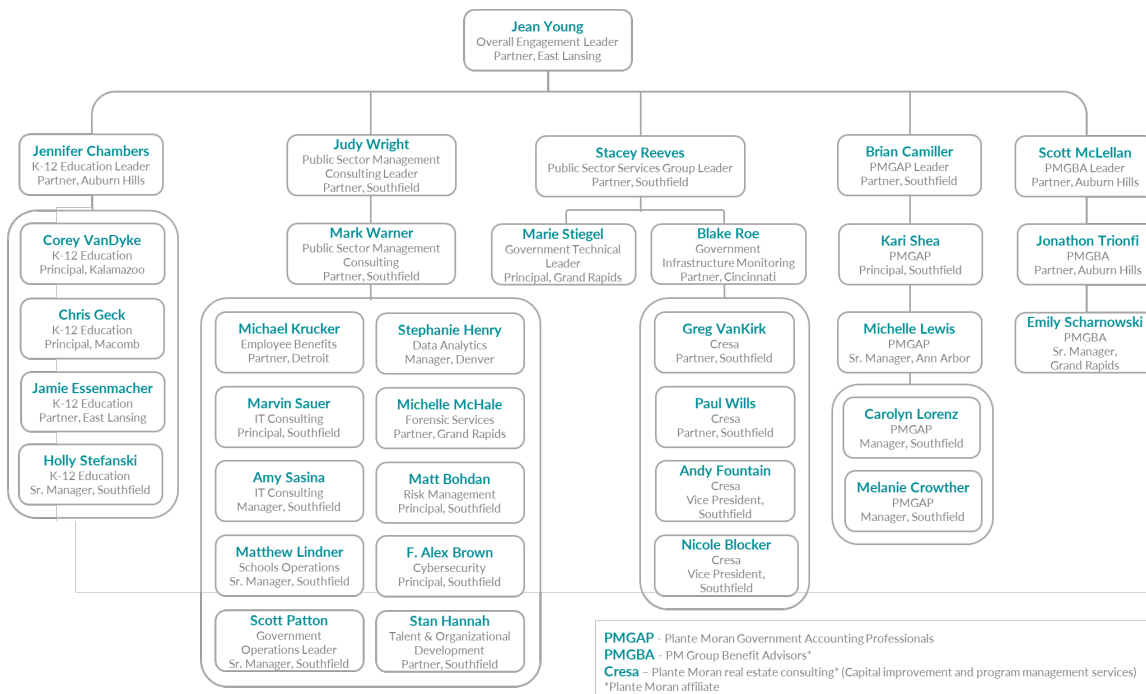 Jean Young
Overall Engagement Leader
Partner, East Lansing
Jennifer Chambers
K-12 Education Leader
Partner, Auburn Hills
Corey VanDyke
K-12 Education
Principal, Kalamazoo
Chris Geck
K-12 Education
Principal, Macomb
Jamie Essenmacher
K-12 Education
Partner, East Lansing
Holly Stefanski
K-12 Education
Sr. Manager, Southfield
Judy Wright
Public Sector Management
Consulting Leader
Partner, Southfield
Mark Warner
Public Sector Management
Consulting
Partner, Southfield
Michael Krucker
Employee Benefits
Partner, Detroit
Stephanie Henry
Data Analytics
Manager, Denver
Marvin Sauer
IT Consulting
Principal, Southfield
Michelle McHale
Forensic Services
Partner, Grand Rapids
Amy Sasina
IT Consulting
Manager, Southfield
Matt Bohdan
Risk Management
Principal, Southfield
Matthew Lindner
Schools Operations
Sr. Manager, Southfield
F. Alex Brown
Cybersecurity
Principal, Southfield
Scott Patton
Government
Operations Leader
Sr. Manager, Southfield
Stan Hannah
Talent & Organizational
Development
Partner, Southfield
Stacey Reeves
Public Sector Services Group Leader
Partner, Southfield
Marie Stiegel
Government Technical
Leader
Principal, Grand Rapids
Blake Roe
Government
Infrastructure Monitoring
Partner, Cincinnati
Greg VanKirk
Cresa
Partner, Southfield
Paul Wills
Cresa
Partner, Southfield
Andy Fountain
Cresa
Vice President,
Southfield
Nicole Blocker
Cresa
Vice President,
Southfield
Brian Camiller
PMGAP Leader
Partner, Southfield
Kari Shea
PMGAP
Principal, Southfield
Michelle Lewis
PMGAP
Sr. Manager, Ann Arbor
Carolyn Lorenz
PMGAP
Manager, Southfield
Melanie Crowther
PMGAP
Manager, Southfield
Scott McLellan
PMGBA Leader
Partner, Auburn Hills
Jonathon Trionfi
PMGBA
Partner, Auburn Hills
Emily Scharnowski
PMGBA
Sr. Manager,
Grand Rapids
PMGAP - Plante Moran Government Accounting Professionals
PMGBA - PM Group Benefit Advisors*
Cresa – Plante Moran real estate consulting* (Capital improvement and program management services)
*Plante Moran affiliate